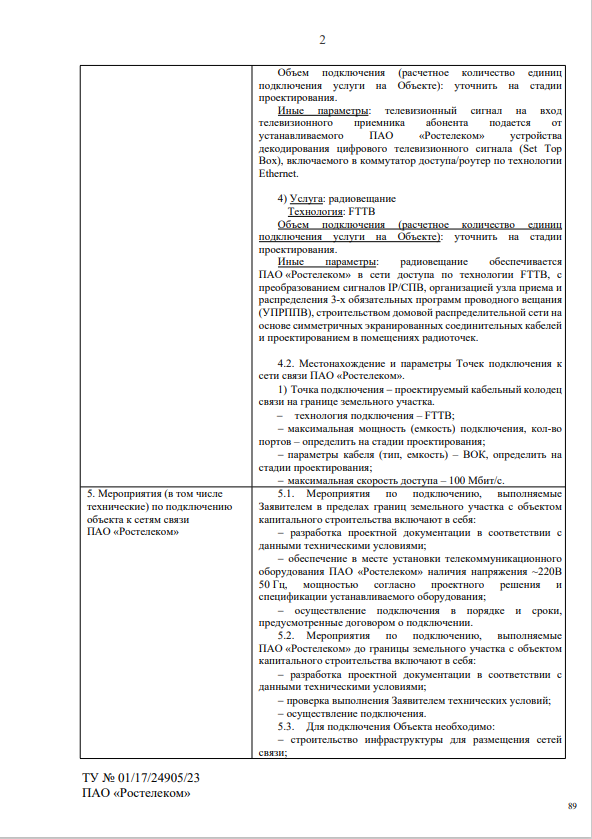 2
Объем подключения (расчетное количество единиц
подключения услуги на Объекте): уточнить на стадии
проектирования.
Иные параметры: телевизионный сигнал на вход
телевизионного приемника абонента подается от
устанавливаемого ПАО «Ростелеком» устройства
декодирования цифрового телевизионного сигнала (Set Top
Box), включаемого в коммутатор доступа/роутер по технологии
Ethernet.
4) Услуга: радиовещание
Технология: FTTB
Объем подключения (расчетное количество единиц
подключения услуги на Объекте): уточнить на стадии
проектирования.
Иные параметры: радиовещание обеспечивается
ПАО «Ростелеком» в сети доступа по технологии FTTB, с
преобразованием сигналов IP/СПВ, организацией узла приема и
распределения 3-х обязательных программ проводного вещания
(УПРППВ), строительством домовой распределительной сети на
основе симметричных экранированных соединительных кабелей
и проектированием в помещениях радиоточек.
4.2. Местонахождение и параметры Точек подключения к
сети связи ПАО «Ростелеком».
1) Точка подключения – проектируемый кабельный колодец
связи на границе земельного участка.
– технология подключения – FTTB;
– максимальная мощность (емкость) подключения, кол-во
портов – определить на стадии проектирования;
– параметры кабеля (тип, емкость) – ВОК, определить на
стадии проектирования;
– максимальная скорость доступа – 100 Мбит/с.
5. Мероприятия (в том числе
технические) по подключению
объекта к сетям связи
ПАО «Ростелеком»
5.1. Мероприятия по подключению, выполняемые
Заявителем в пределах границ земельного участка с объектом
капитального строительства включают в себя:
– разработка проектной документации в соответствии с
данными техническими условиями;
– обеспечение в месте установки телекоммуникационного
оборудования ПАО «Ростелеком» наличия напряжения ~220В
50 Гц, мощностью согласно проектного решения и
спецификации устанавливаемого оборудования;
– осуществление подключения в порядке и сроки,
предусмотренные договором о подключении.
5.2. Мероприятия по подключению, выполняемые
ПАО «Ростелеком» до границы земельного участка с объектом
капитального строительства включают в себя:
– разработка проектной документации в соответствии с
данными техническими условиями;
– проверка выполнения Заявителем технических условий;
– осуществление подключения.
5.3. Для подключения Объекта необходимо:
– строительство инфраструктуры для размещения сетей
связи;
ТУ № 01/17/24905/23
ПАО «Ростелеком»
89